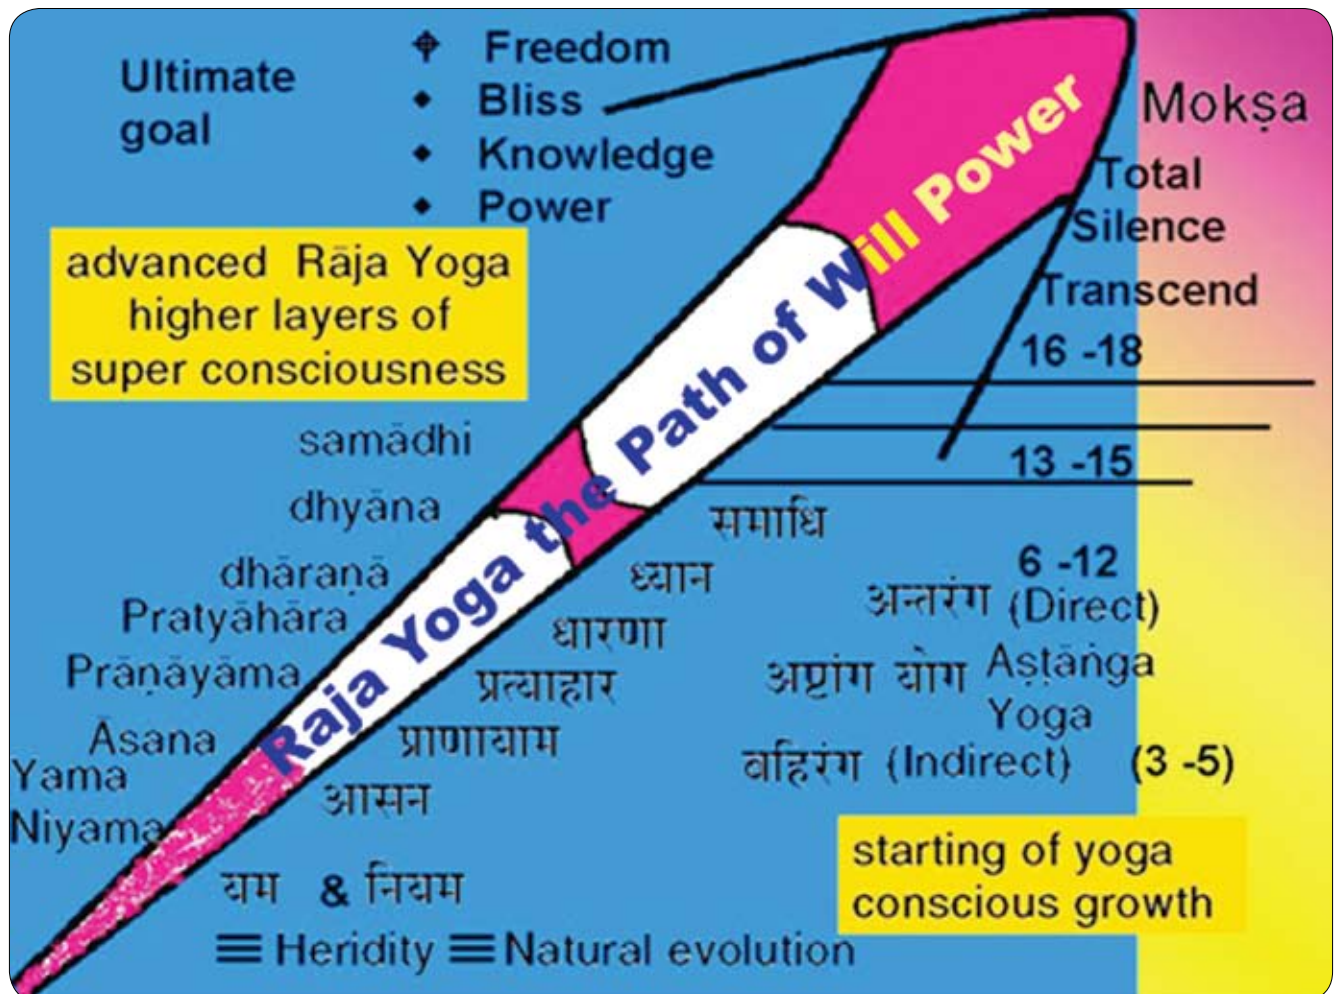 Ultimate
goal
Freedom
Bliss
Knowledge
Power
Mokṣa
Total
Silence
Transcend
advanced Rāja Yoga
higher layers of
super consciousness
Raja Yoga the Path of Will Power
16 -18
13 -15
samādhi
समाधि
dhyāna
ध्यान
6 -12
dhāraṇā
धारणा
अन्तरंग (Direct)
Pratyāhāra
प्रत्याहार
अष्टांग योग Aṣṭāṅga
Yoga
Prāṇāyāma
प्राणायाम
बहिरंग (Indirect) (3 -5)
Āsana
आसन
Yama
Niyama
यम & नियम
starting of yoga
conscious growth
Heridity
Natural evolution